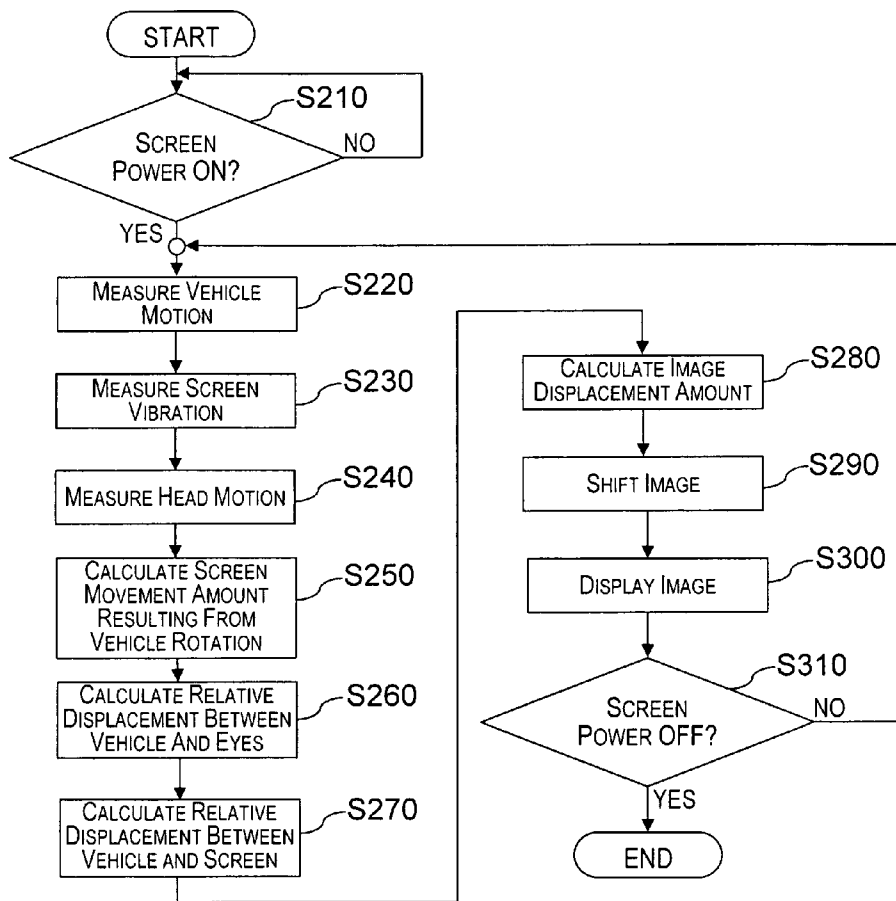 START
S210
SCREEN
POWER ON?
NO
YES
S220
MEASURE VEHICLE
MOTION
S230
MEASURE SCREEN
VIBRATION
S240
MEASURE HEAD MOTION
S250
CALCULATE SCREEN
MOVEMENT AMOUNT
RESULTING FROM
VEHICLE ROTATION
S260
CALCULATE RELATIVE
DISPLACEMENT BETWEEN
VEHICLE AND EYES
S270
CALCULATE RELATIVE
DISPLACEMENT BETWEEN
VEHICLE AND SCREEN
S280
CALCULATE IMAGE
DISPLACEMENT AMOUNT
S290
SHIFT IMAGE
S300
DISPLAY IMAGE
S310
SCREEN
POWER OFF?
NO
YES
END